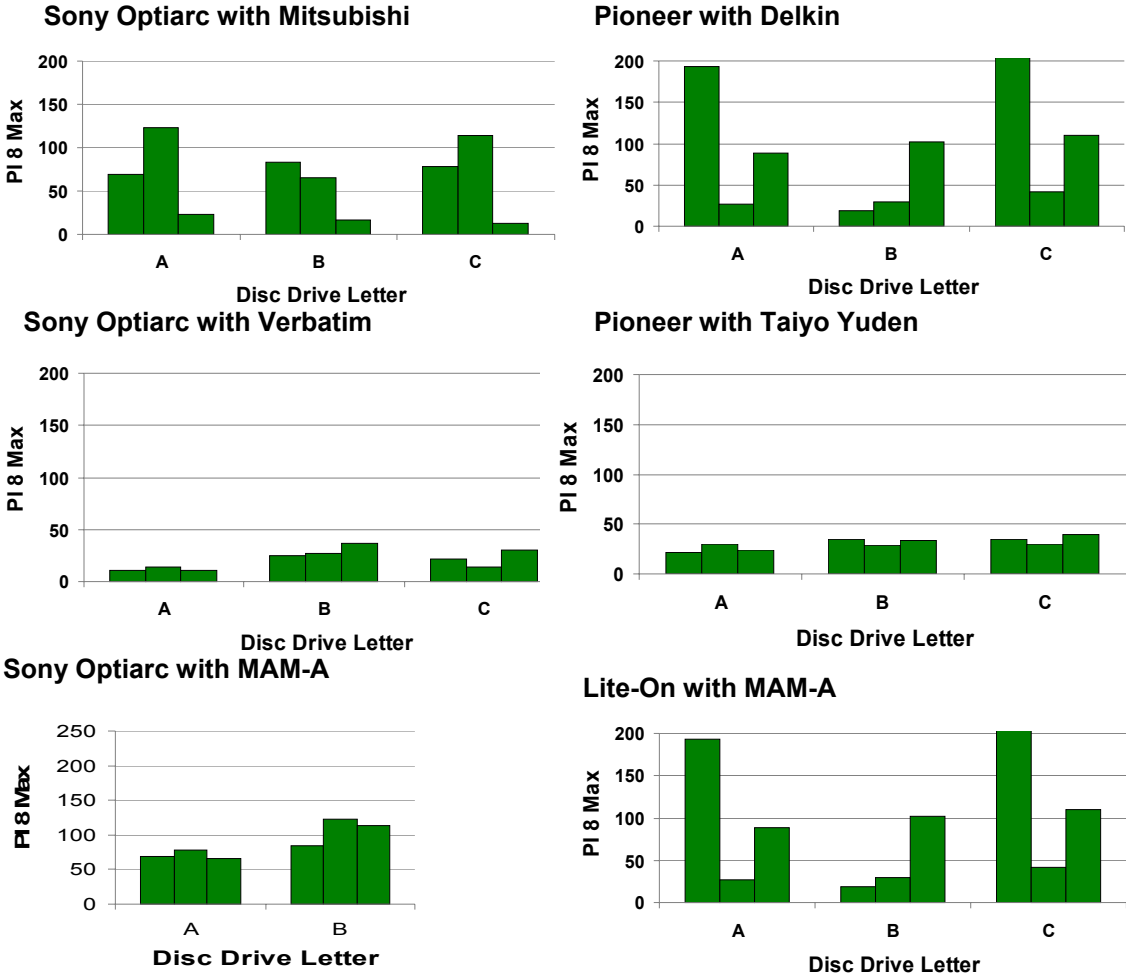 Sony Optiarc with Mitsubishi
200
150
100
50
0
PI 8 Max
A B C
Disc Drive Letter
Pioneer with Delkin
200
150
100
50
0
PI 8 Max
A B C
Disc Drive Letter
Sony Optiarc with Verbatim
200
150
100
50
0
PI 8 Max
A B C
Disc Drive Letter
Pioneer with Taiyo Yuden
200
150
100
50
0
PI 8 Max
A B C
Disc Drive Letter
Sony Optiarc with MAM-A
250
200
150
100
50
0
PI 8 Max
A B
Disc Drive Letter
Lite-On with MAM-A
200
150
100
50
0
PI 8 Max
A B C
Disc Drive Letter